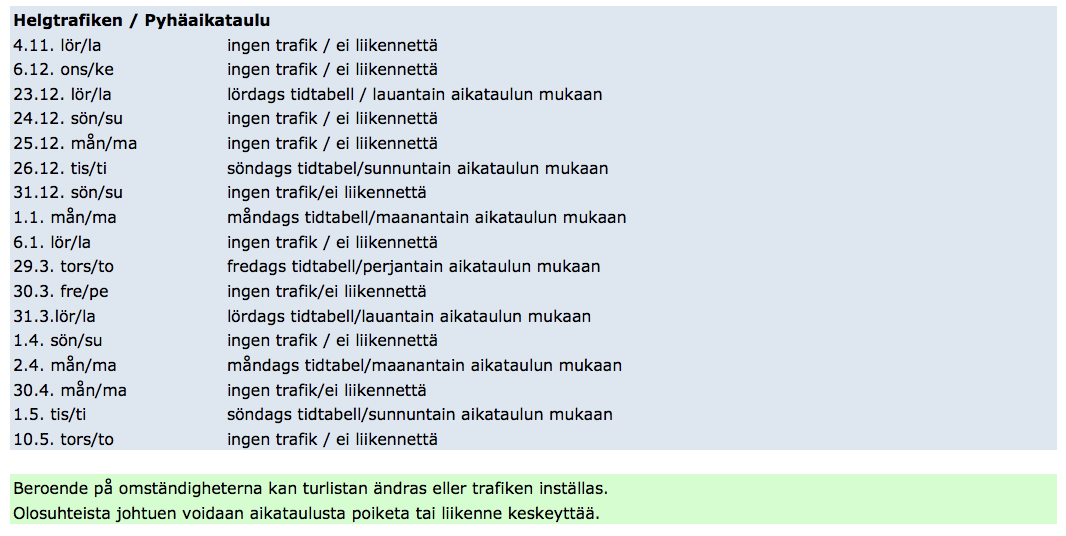 Helgtrafiken / Pyhäaikataulu
4.11. lör/la ingen trafik / ei liikennettä
6.12. ons/ke ingen trafik / ei liikennettä
23.12. lör/la lördags tidtabell / lauantain aikataulun mukaan
24.12. sön/su ingen trafik / ei liikennettä
25.12. mån/ma ingen trafik / ei liikennettä
26.12. tis/ti söndags tidtabel/sunnuntain aikataulun mukaan
31.12. sön/su ingen trafik/ei liikennettä
1.1. mån/ma måndags tidtabell/maanantain aikataulun mukaan
6.1. lör/la ingen trafik / ei liikennettä
29.3. tors/to fredags tidtabell/perjantain aikataulun mukaan
30.3. fre/pe ingen trafik/ei liikennettä
31.3.lör/la lördags tidtabell/lauantain aikataulun mukaan
1.4. sön/su ingen trafik / ei liikennettä
2.4. mån/ma måndags tidtabel/maanantain aikataulun mukaan
30.4. mån/ma ingen trafik/ei liikennettä
1.5. tis/ti söndags tidtabell/sunnuntain aikataulun mukaan
10.5. tors/to ingen trafik / ei liikennettä
Beroende på omständigheterna kan turlistan ändras eller trafiken inställas.
Olosuhteista johtuen voidaan aikataulusta poiketa tai liikenne keskeyttää.